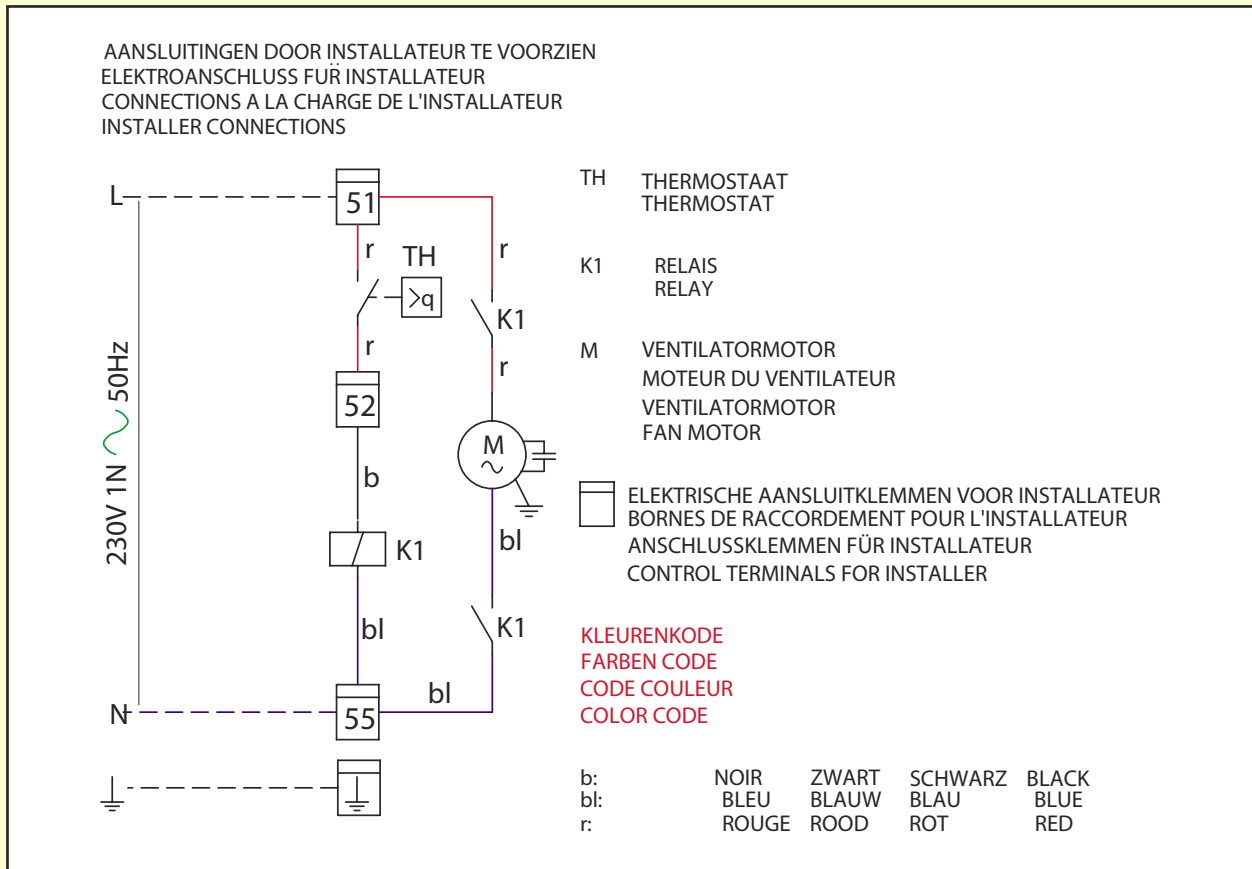 AANSLUITINGEN DOOR INSTALLATEUR TE VOORZIEN
ELEKTROANSCHLUSS FÜR INSTALLATEUR
CONNECTIONS A LA CHARGE DE L'INSTALLATEUR
INSTALLER CONNECTIONS
L
51
r
TH
>q
r
K1
r
r
52
230V 1N ~ 50Hz
M
b
K1
bl
bl
K1
N
55
bl
TH THERMOSTAAT
THERMOSTAT
K1 RELAIS
RELAY
M VENTILATORMOTOR
MOTEUR DU VENTILATEUR
VENTILATORMOTOR
FAN MOTOR
ELEKTRISCHE AANSLUITKLEMMEN VOOR INSTALLATEUR
BORNES DE RACCORDEMENT POUR L'INSTALLATEUR
ANSCHLUSSKLEMMEN FÜR INSTALLATEUR
CONTROL TERMINALS FOR INSTALLER
KLEURENKODE
FARBEN CODE
CODE COULEUR
COLOR CODE
b: NOIR ZWART SCHWARZ BLACK
bl: BLEU BLAUW BLAU BLUE
r: ROUGE ROOD ROT RED